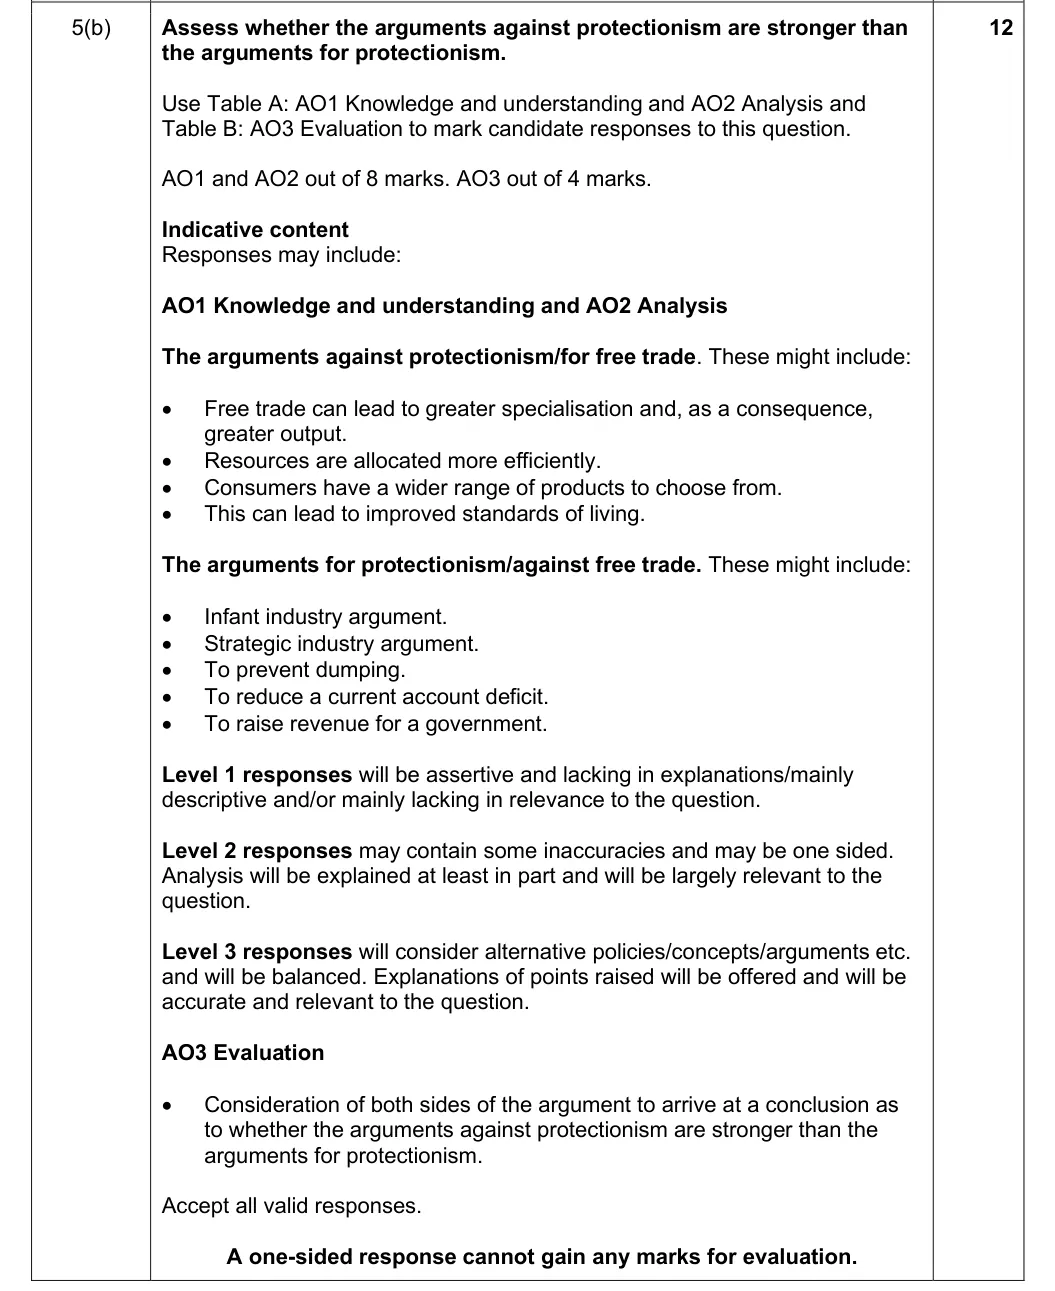 5(b)
Assess whether the arguments against protectionism are stronger than
the arguments for protectionism.
12
Use Table A: AO1 Knowledge and understanding and AO2 Analysis and
Table B: AO3 Evaluation to mark candidate responses to this question.
AO1 and AO2 out of 8 marks. AO3 out of 4 marks.
Indicative content
Responses may include:
AO1 Knowledge and understanding and AO2 Analysis
The arguments against protectionism/for free trade. These might include:
• Free trade can lead to greater specialisation and, as a consequence,
greater output.
• Resources are allocated more efficiently.
• Consumers have a wider range of products to choose from.
• This can lead to improved standards of living.
The arguments for protectionism/against free trade. These might include:
• Infant industry argument.
• Strategic industry argument.
• To prevent dumping.
• To reduce a current account deficit.
• To raise revenue for a government.
Level 1 responses will be assertive and lacking in explanations/mainly
descriptive and/or mainly lacking in relevance to the question.
Level 2 responses may contain some inaccuracies and may be one sided.
Analysis will be explained at least in part and will be largely relevant to the
question.
Level 3 responses will consider alternative policies/concepts/arguments etc.
and will be balanced. Explanations of points raised will be offered and will be
accurate and relevant to the question.
AO3 Evaluation
• Consideration of both sides of the argument to arrive at a conclusion as
to whether the arguments against protectionism are stronger than the
arguments for protectionism.
Accept all valid responses.
A one-sided response cannot gain any marks for evaluation.